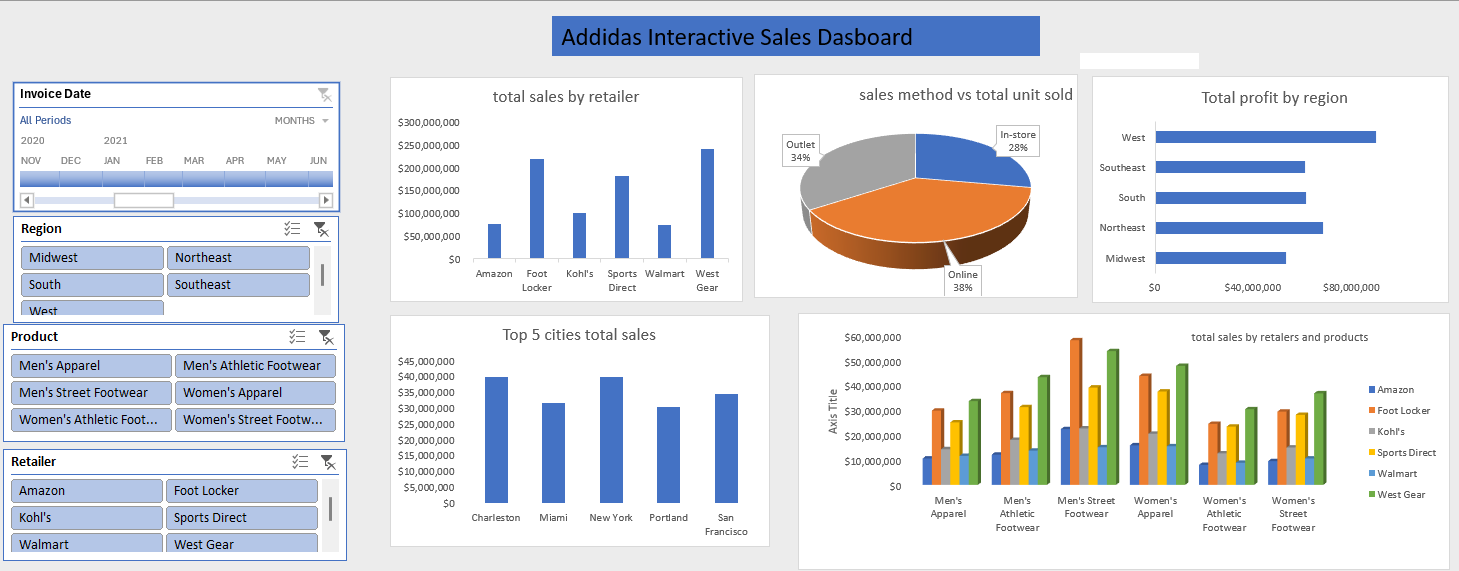 Addidas Interactive Sales Dasboard
Invoice Date
All Periods
MONTHS
2020 2021
NOV DEC JAN FEB MAR APR MAY JUN
Region
Midwest Northeast
South Southeast
West
Product
Men's Apparel Men's Athletic Footwear
Men's Street Footwear Women's Apparel
Women's Athletic Foot... Women's Street Footw...
Retailer
Amazon Foot Locker
Kohl's Sports Direct
Walmart West Gear
total sales by retailer
$300,000,000
$250,000,000
$200,000,000
$150,000,000
$100,000,000
$50,000,000
$0
Amazon Foot Locker Kohl's Sports Direct Walmart West Gear
sales method vs total unit sold
In-store
28%
Outlet
34%
Online
38%
Total profit by region
West
Southeast
South
Northeast
Midwest
$0 $40,000,000 $80,000,000
Top 5 cities total sales
$45,000,000
$40,000,000
$35,000,000
$30,000,000
$25,000,000
$20,000,000
$15,000,000
$10,000,000
$5,000,000
$0
Charleston Miami New York Portland San Francisco
total sales by retalers and products
Axis Title
$60,000,000
$50,000,000
$40,000,000
$30,000,000
$20,000,000
$10,000,000
$0
Men's Apparel
Men's Athletic Footwear
Men's Street Footwear
Women's Apparel
Women's Athletic Footwear
Women's Street Footwear
Amazon
Foot Locker
Kohl's
Sports Direct
Walmart
West Gear